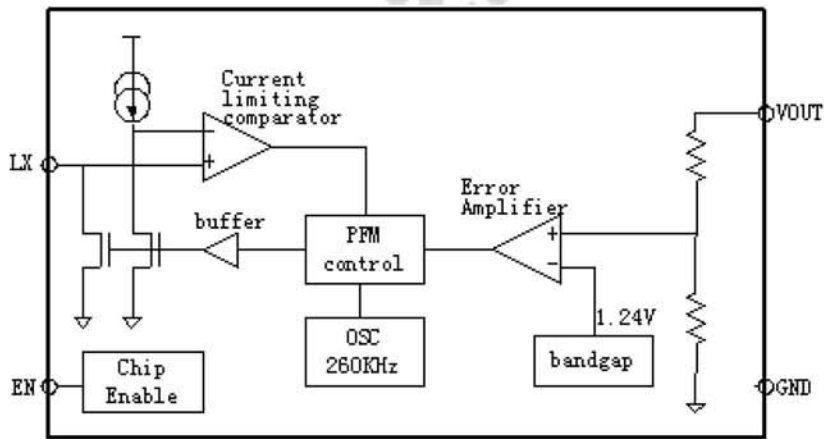 Current
limiting
comparator
VOUT
LX
-
+
Error
Amplifier
buffer
PFM
control
+
-
1.24V
OSC
260KHz
bandgap
Chip
Enable
EN
GND